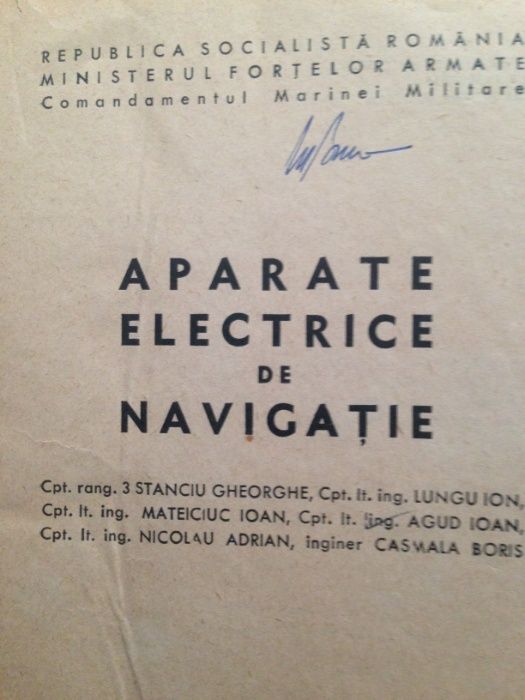 REPUBLICA SOCIALISTĂ ROMÂNIA
MINISTERUL FORȚELOR ARMATE
Comandamentul Marinei Militare
APARATE
ELECTRICE
DE
NAVIGAȚIE
Cpt. rang. 3 STANCIU GHEORGHE, Cpt. lt. ing. LUNGU ION,
Cpt. lt. ing. MATEICIUC IOAN, Cpt. lt. ing. AGUD IOAN,
Cpt. lt. ing. NICOLAU ADRIAN, inginer CASMALA BORIS